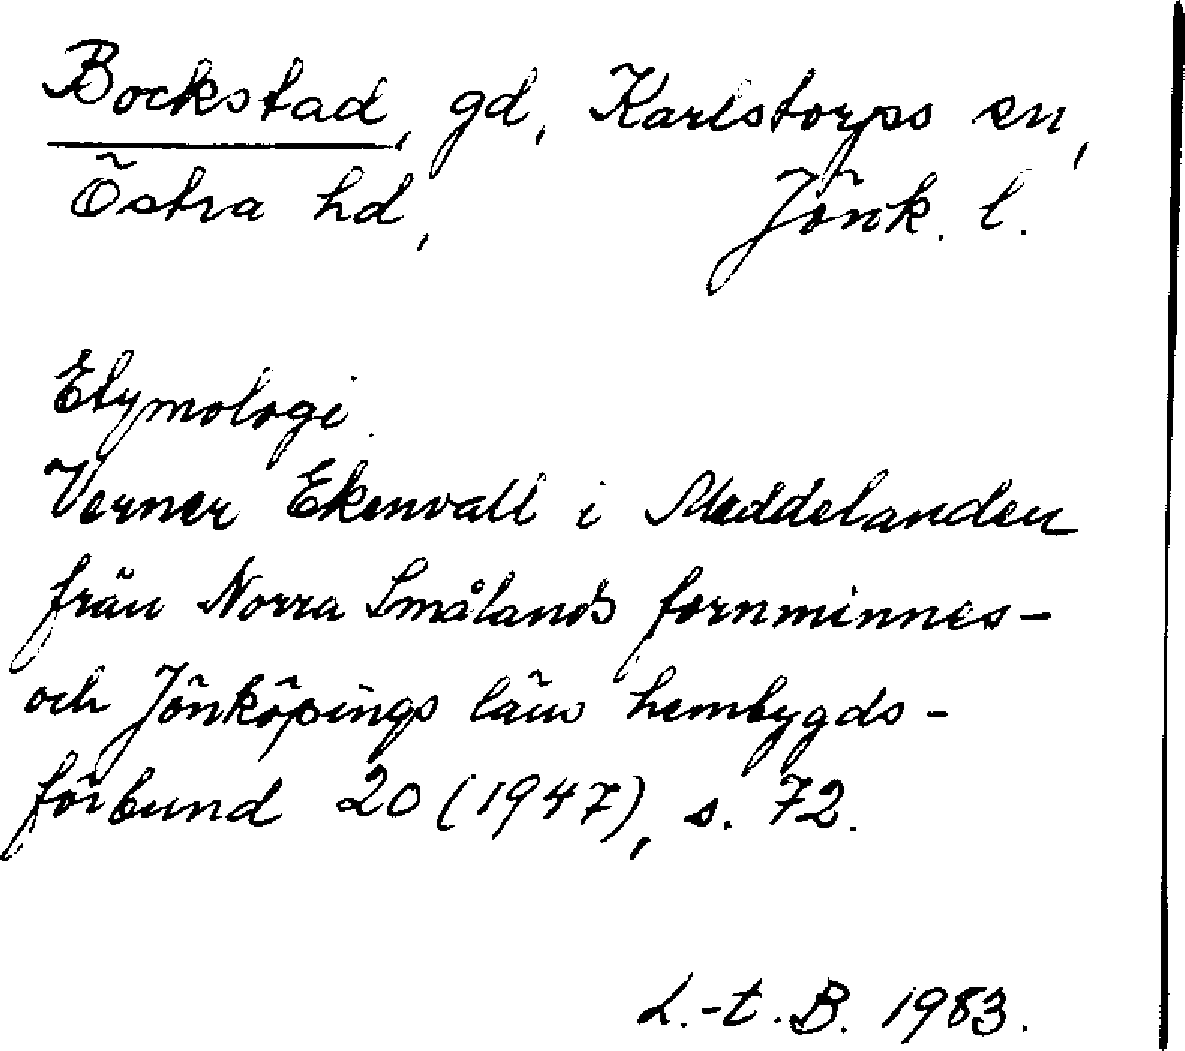 Bockstad, gd, Karlstorps sn,
Östra hd, Jönk. l.
Etymologi.
Verner Ekenvall i Meddelanden
från Norra Smålands fornminnes-
och Jönköpings läns hembygds-
förbund 20 (1947), s. 72.
L.-t. B. 1983.